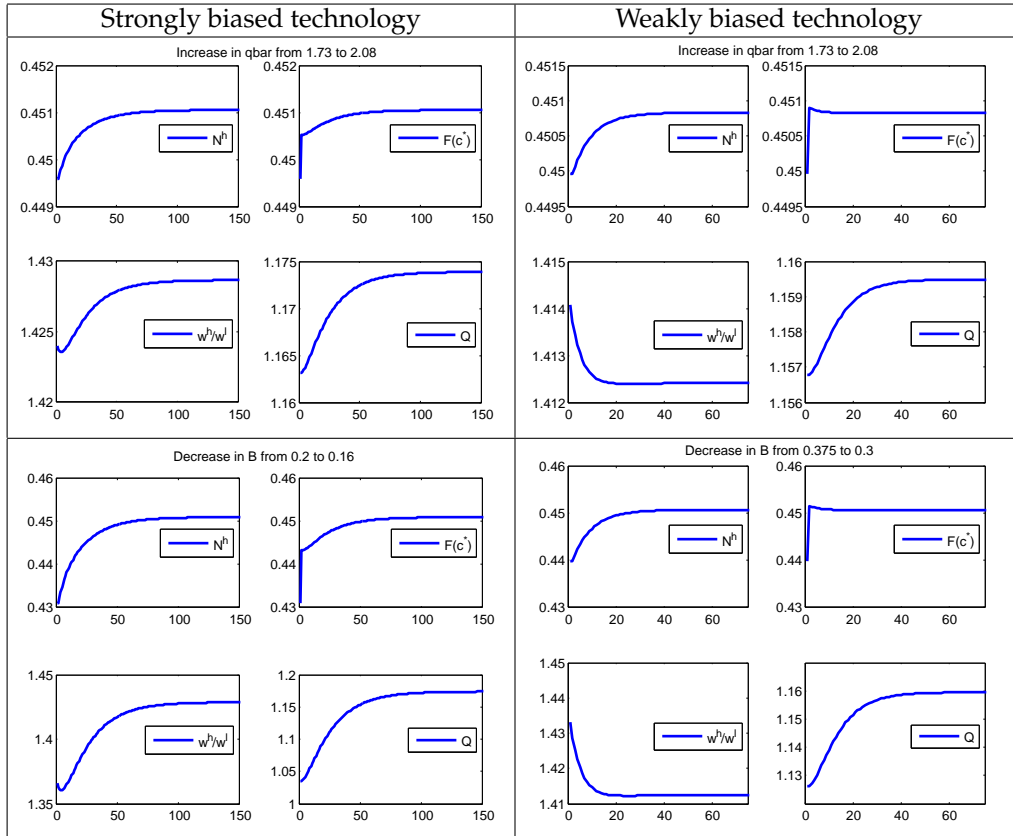 Strongly biased technology
Weakly biased technology
Increase in qbar from 1.73 to 2.08
0.452
0.451
0.45
0.449
0 50 100 150
N^h
0.452
0.451
0.45
0.449
0 50 100 150
F(c^*)
1.43
1.425
1.42
0 50 100 150
w^h/w^l
1.175
1.17
1.165
1.16
0 50 100 150
Q
Increase in qbar from 1.73 to 2.08
0.4515
0.451
0.4505
0.45
0.4495
0 20 40 60
N^h
0.4515
0.451
0.4505
0.45
0.4495
0 20 40 60
F(c^*)
1.415
1.414
1.413
1.412
0 20 40 60
w^h/w^l
1.16
1.159
1.158
1.157
1.156
0 20 40 60
Q
Decrease in B from 0.2 to 0.16
0.46
0.45
0.44
0.43
0 50 100 150
N^h
0.46
0.45
0.44
0.43
0 50 100 150
F(c^*)
1.45
1.4
1.35
0 50 100 150
w^h/w^l
1.2
1.15
1.1
1.05
1
0 50 100 150
Q
Decrease in B from 0.375 to 0.3
0.46
0.45
0.44
0.43
0 20 40 60
N^h
0.46
0.45
0.44
0.43
0 20 40 60
F(c^*)
1.45
1.44
1.43
1.42
1.41
0 20 40 60
w^h/w^l
1.16
1.15
1.14
1.13
0 20 40 60
Q